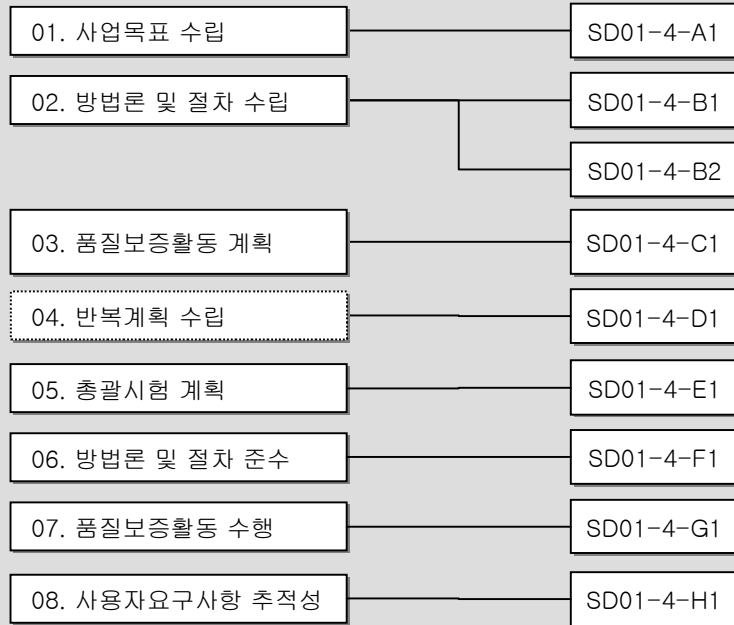 01. 사업목표 수립
SD01-4-A1
02. 방법론 및 절차 수립
SD01-4-B1
SD01-4-B2
03. 품질보증활동 계획
SD01-4-C1
04. 반복계획 수립
SD01-4-D1
05. 총괄시험 계획
SD01-4-E1
06. 방법론 및 절차 준수
SD01-4-F1
07. 품질보증활동 수행
SD01-4-G1
08. 사용자요구사항 추적성
SD01-4-H1